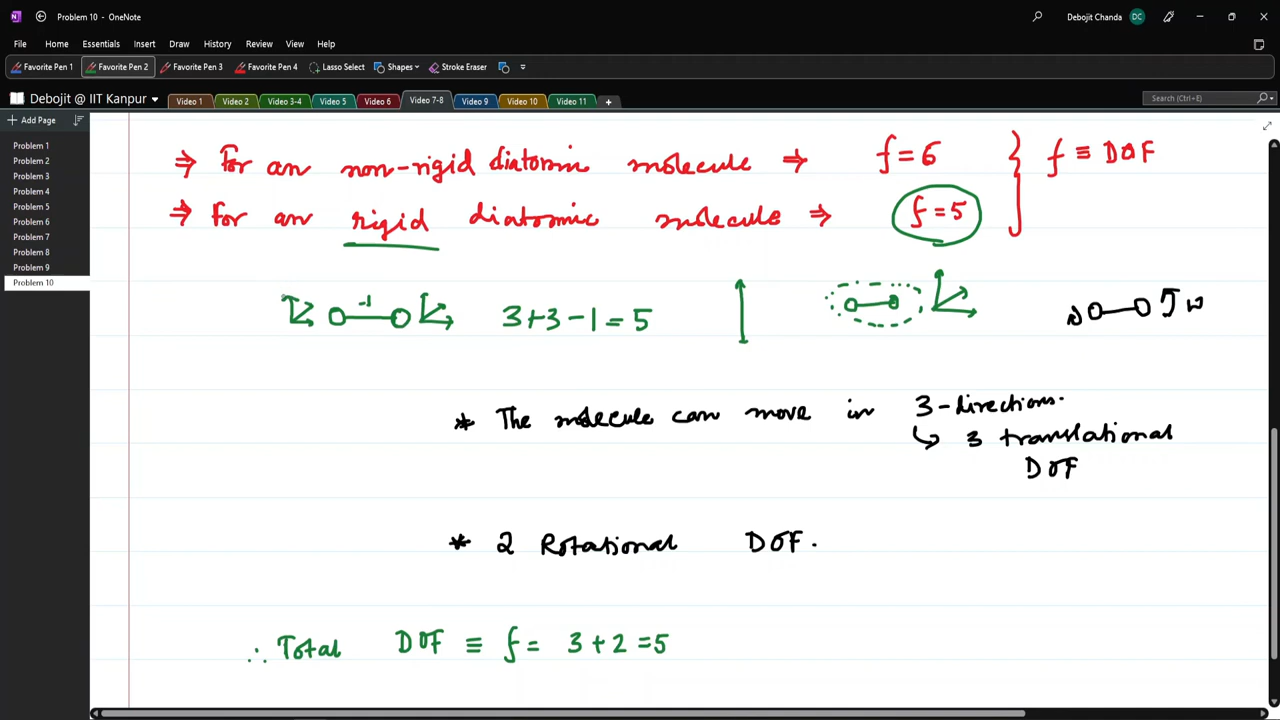 Problem 10 - OneNote
Debojit Chanda DC
File Home Essentials Insert Draw History Review View Help
Favorite Pen 1 Favorite Pen 2 Favorite Pen 3 Favorite Pen 4 Lasso Select Shapes Stroke Eraser
Debojit @ IIT Kanpur Video 1 Video 2 Video 3-4 Video 5 Video 6 Video 7-8 Video 9 Video 10 Video 11 + Search (Ctrl+E)
Add Page
Problem 1
Problem 2
Problem 3
Problem 4
Problem 5
Problem 6
Problem 7
Problem 8
Problem 9
Problem 10
⇒ For an non-rigid diatomic molecule ⇒ f = 6 } f ≡ DOF
⇒ For an rigid diatomic molecule ⇒ f = 5
-1 3+3-1 = 5
* The molecule can move in 3-directions.
↳ 3 translational
DOF
* 2 Rotational DOF.
∴ Total DOF ≡ f = 3+2 = 5